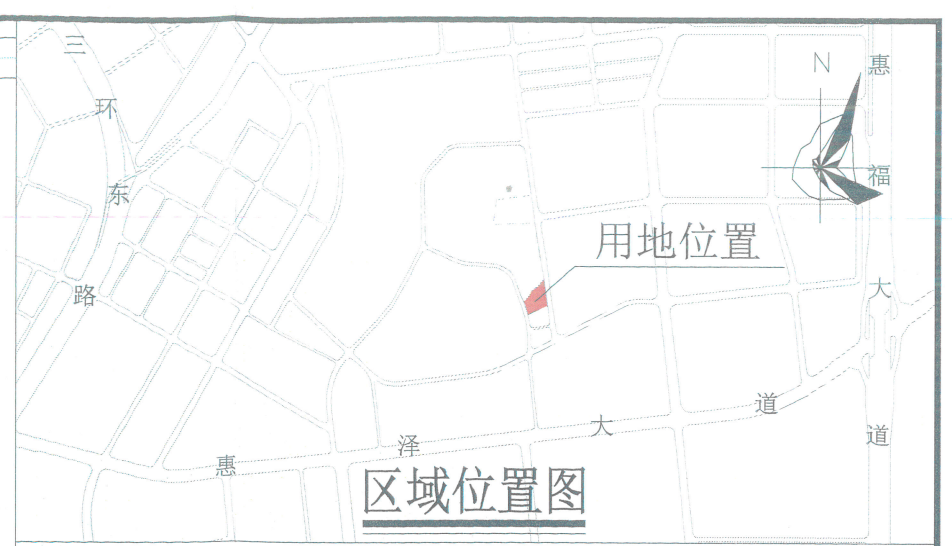 三环东路
N
惠福大道
用地位置
惠泽大道
区域位置图